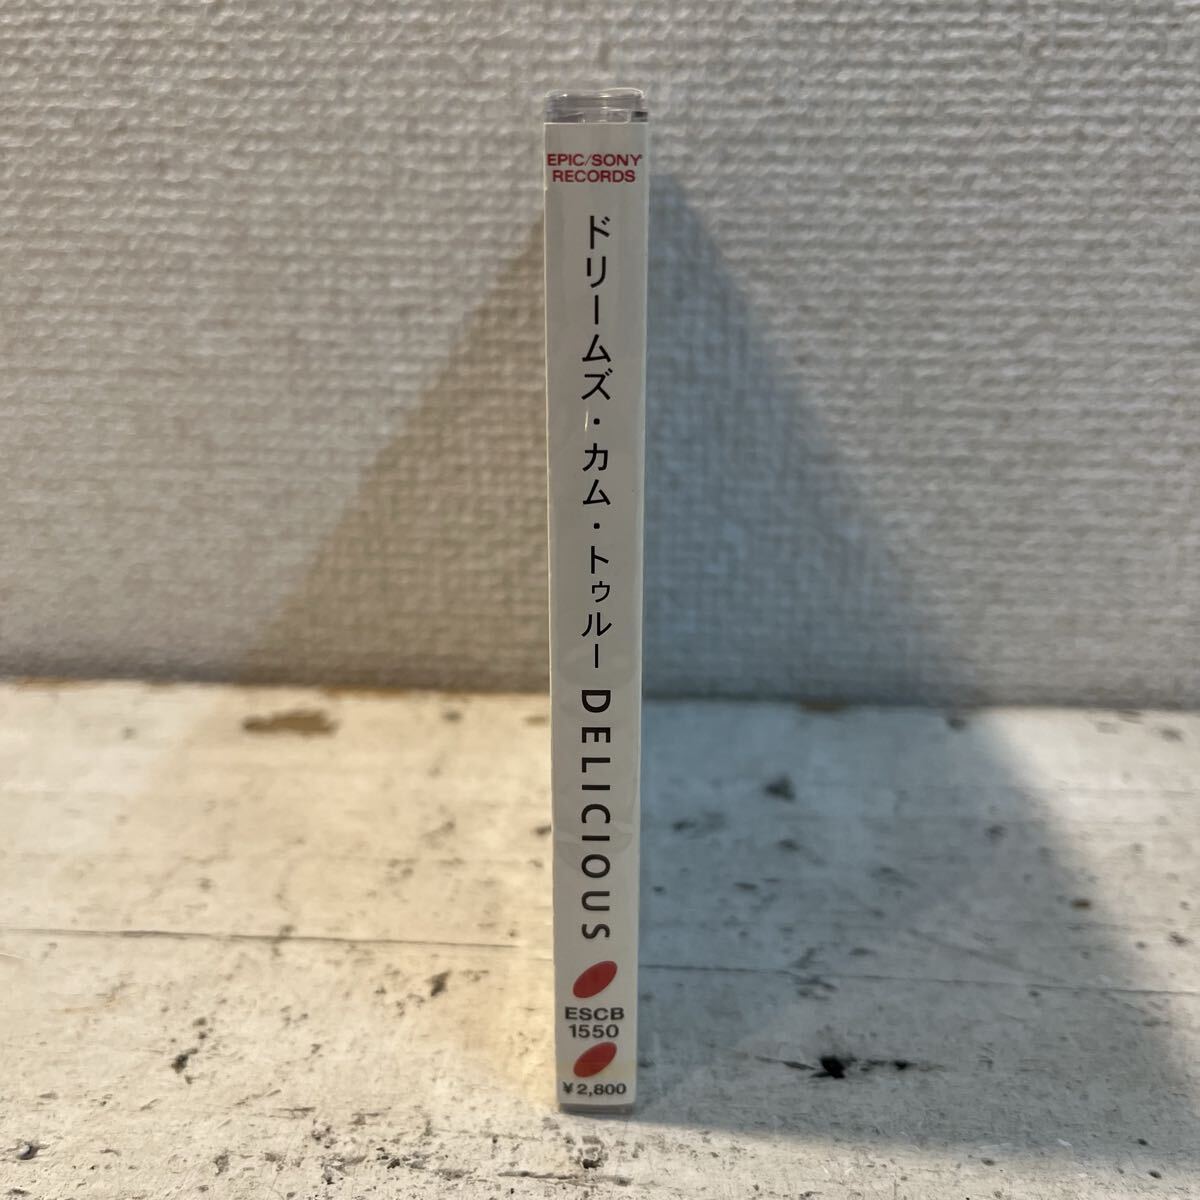 EPIC/SONY
RECORDS
ドリームズ・カム・トゥルー DELICIOUS
ESCB
1550
¥2,800